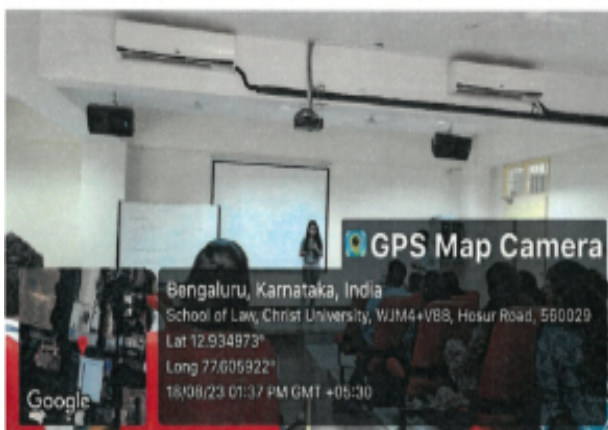 GPS Map Camera
Bengaluru, Karnataka, India
School of Law, Christ University, WJM4+VB8, Hosur Road, 560029
Lat 12.934973°
Long 77.605922°
18/08/23 01:37 PM GMT +05:30
Google